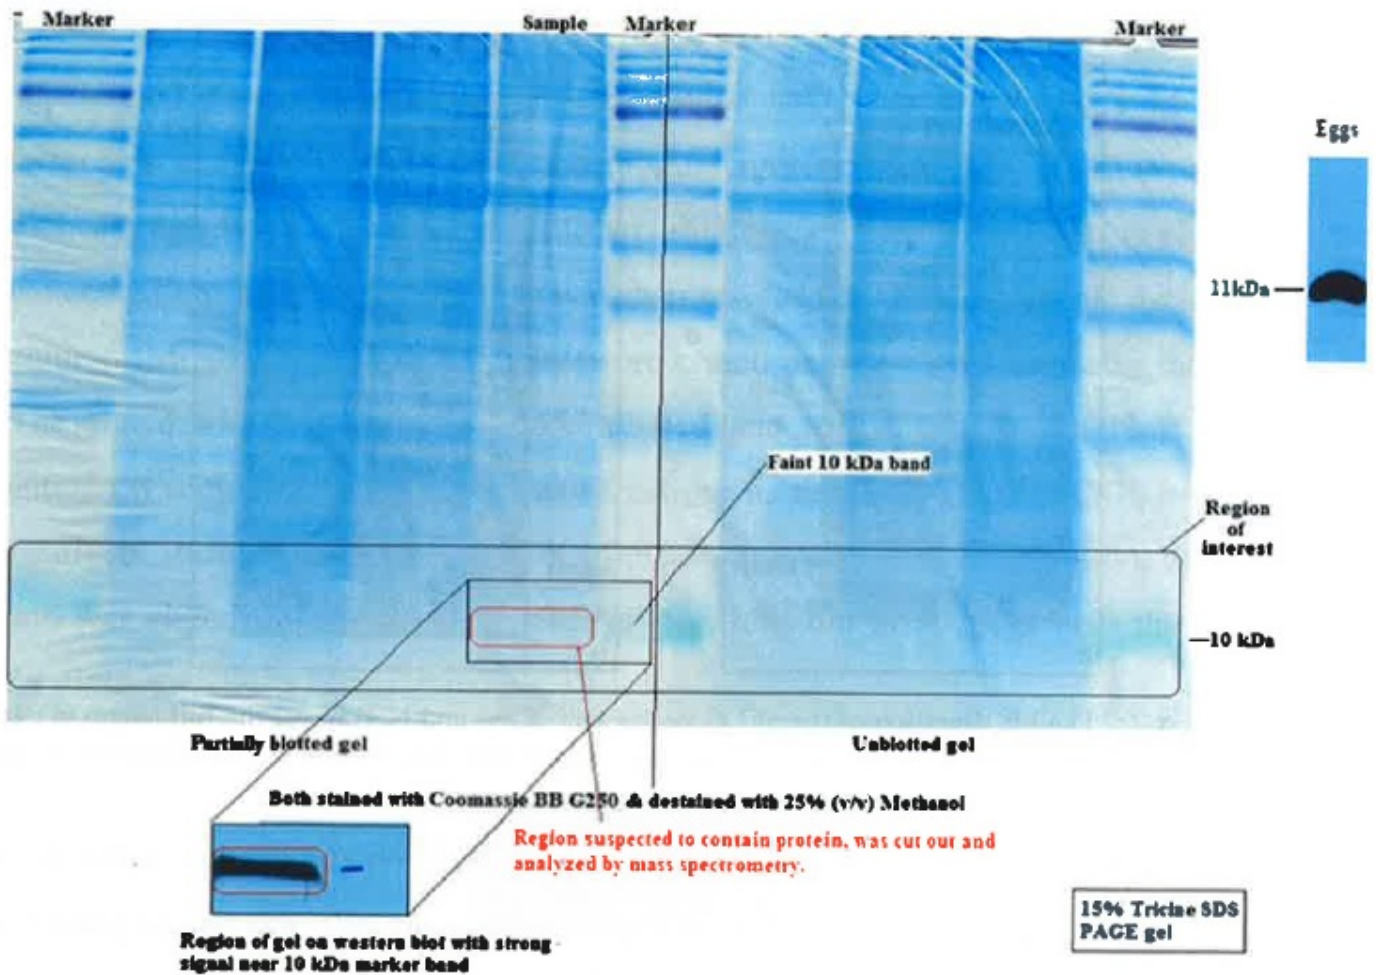 Marker
Sample
Marker
Marker
Eggs
11kDa
Faint 10 kDa band
Region
of
interest
10 kDa
Partially blotted gel
Unblotted gel
Both stained with Coomassie BB G250 & destained with 25% (v/v) Methanol
Region suspected to contain protein, was cut out and
analyzed by mass spectrometry.
Region of gel on western blot with strong
signal near 10 kDa marker band
15% Tricine SDS
PAGE gel